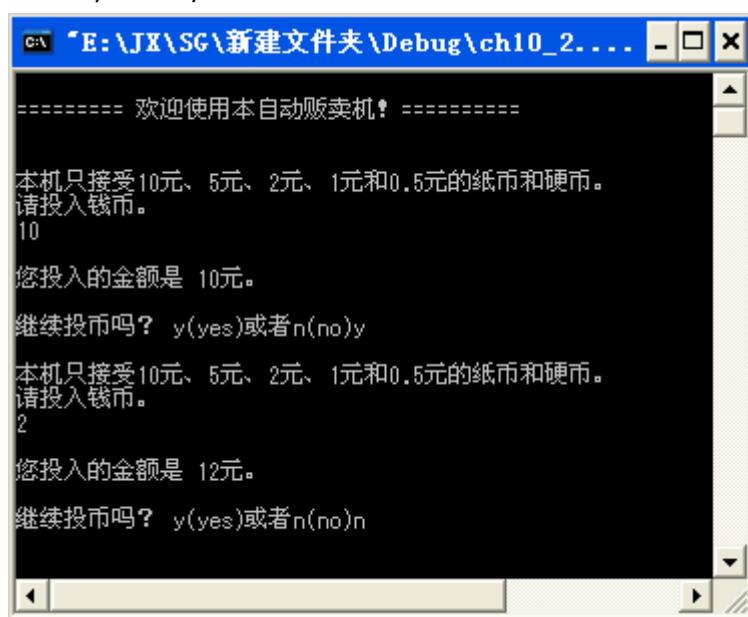 "E:\JX\SG\新建文件夹\Debug\ch10_2....
========= 欢迎使用本自动贩卖机! ==========
本机只接受10元、5元、2元、1元和0.5元的纸币和硬币。
请投入钱币。
10
您投入的金额是 10元。
继续投币吗? y(yes)或者n(no)y
本机只接受10元、5元、2元、1元和0.5元的纸币和硬币。
请投入钱币。
2
您投入的金额是 12元。
继续投币吗? y(yes)或者n(no)n